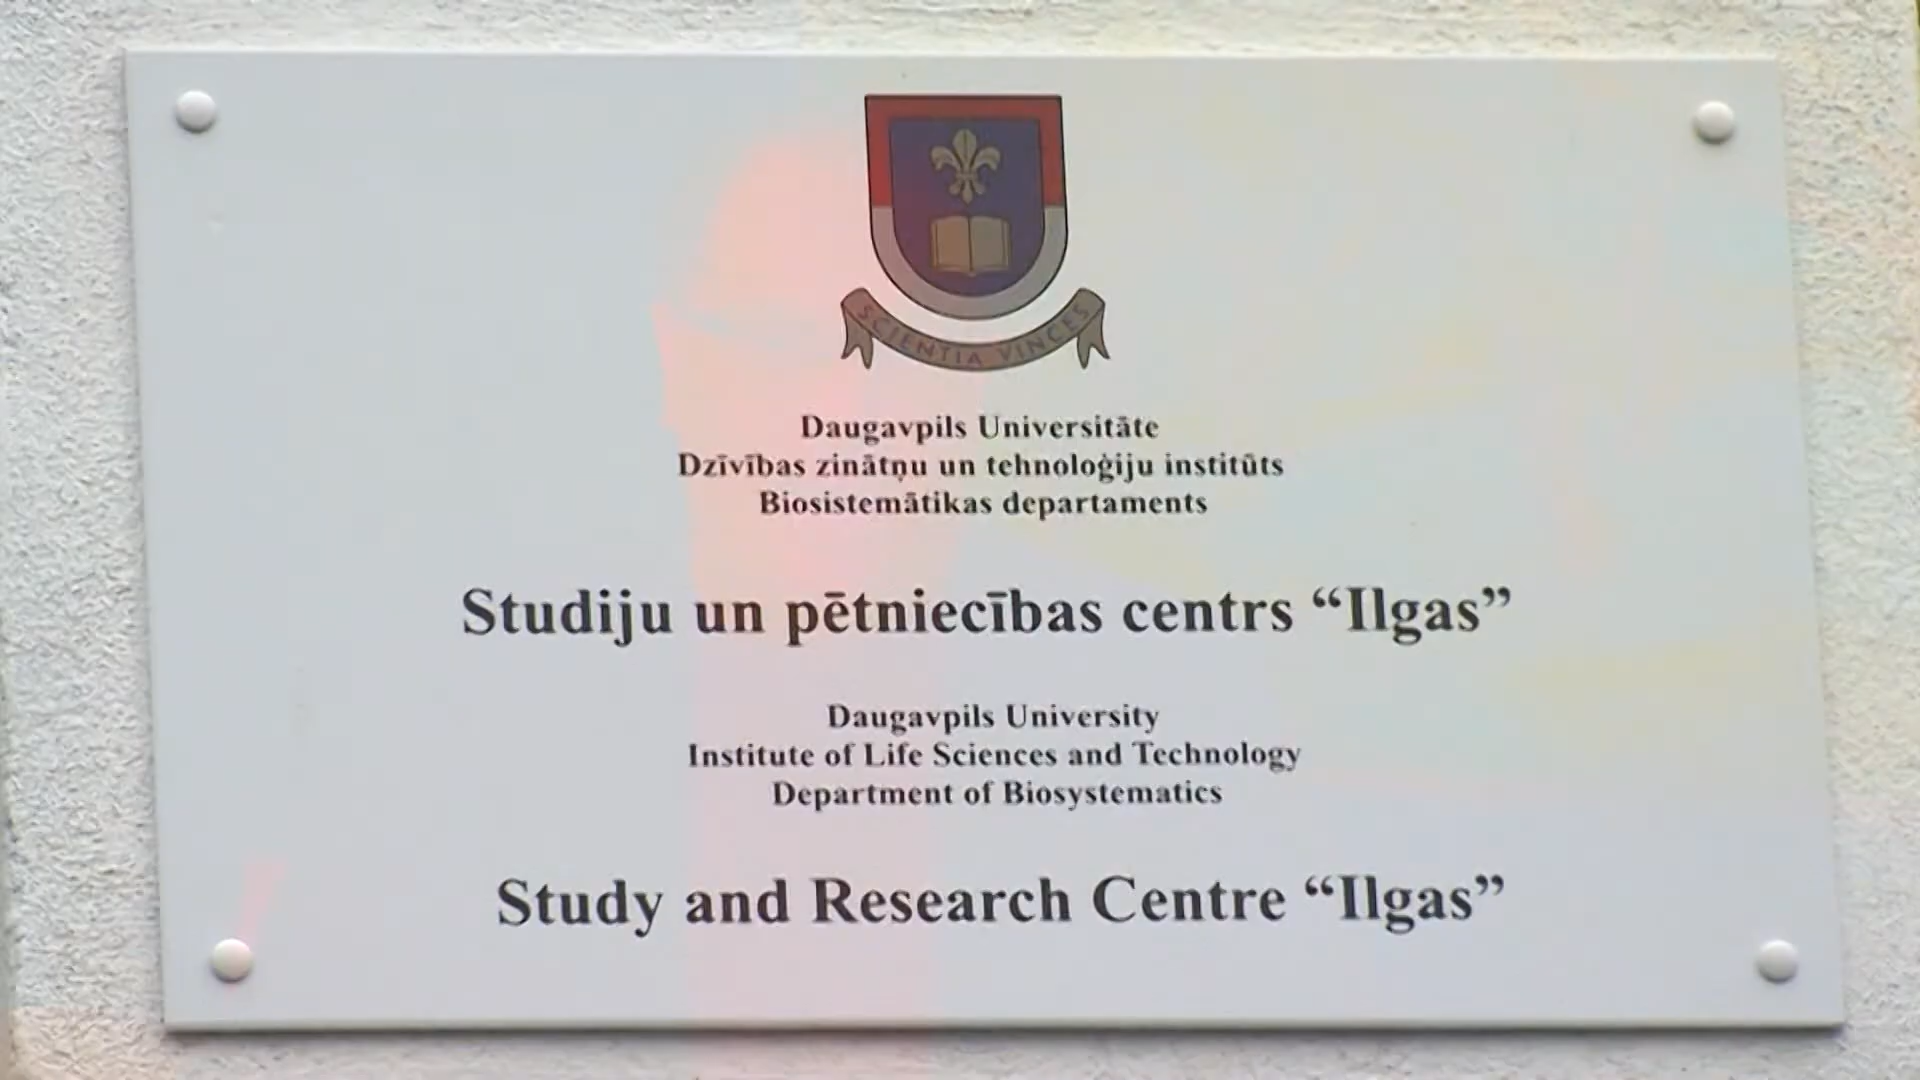 SCIENTIA VINCES
Daugavpils Universitāte
Dzīvības zinātņu un tehnoloģiju institūts
Biosistemātikas departaments
Studiju un pētniecības centrs “Ilgas”
Daugavpils University
Institute of Life Sciences and Technology
Department of Biosystematics
Study and Research Centre “Ilgas”